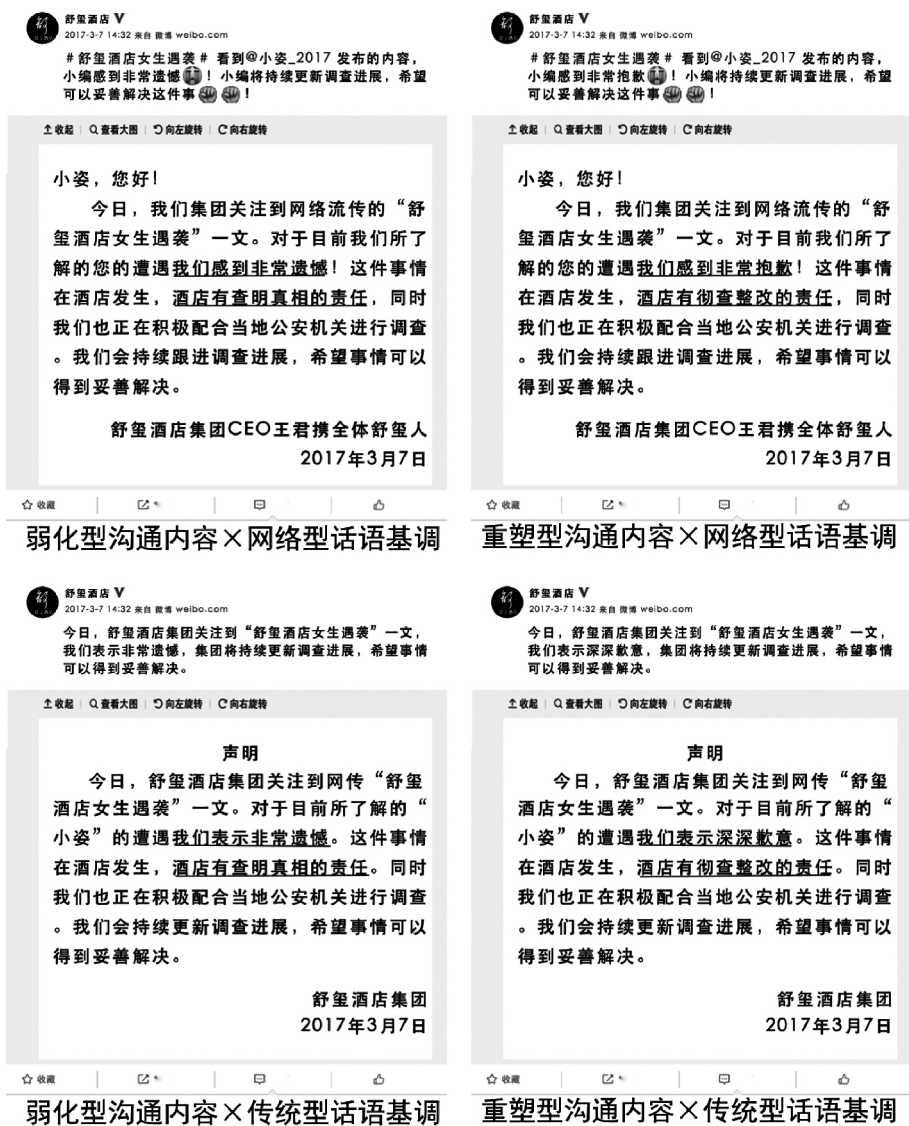 舒玺酒店 V
2017-3-7 14:32 来自 微博 weibo.com
#舒玺酒店女生遇袭# 看到@小姿_2017 发布的内容，
小编感到非常遗憾！小编将持续更新调查进展，希望
可以妥善解决这件事！
收起 查看大图 向左旋转 向右旋转
小姿，您好！
今日，我们集团关注到网络流传的“舒
玺酒店女生遇袭”一文。对于目前我们所了
解的您的遭遇我们感到非常遗憾！这件事情
在酒店发生，酒店有查明真相的责任，同时
我们也正在积极配合当地公安机关进行调查
。我们会持续跟进调查进展，希望事情可以
得到妥善解决。
舒玺酒店集团CEO王君携全体舒玺人
2017年3月7日
收藏
弱化型沟通内容×网络型话语基调
舒玺酒店 V
2017-3-7 14:32 来自 微博 weibo.com
#舒玺酒店女生遇袭# 看到@小姿_2017 发布的内容，
小编感到非常抱歉！小编将持续更新调查进展，希望
可以妥善解决这件事！
收起 查看大图 向左旋转 向右旋转
小姿，您好！
今日，我们集团关注到网络流传的“舒
玺酒店女生遇袭”一文。对于目前我们所了
解的您的遭遇我们感到非常抱歉！这件事情
在酒店发生，酒店有彻查整改的责任，同时
我们也正在积极配合当地公安机关进行调查
。我们会持续跟进调查进展，希望事情可以
得到妥善解决。
舒玺酒店集团CEO王君携全体舒玺人
2017年3月7日
收藏
重塑型沟通内容×网络型话语基调
舒玺酒店 V
2017-3-7 14:32 来自 微博 weibo.com
今日，舒玺酒店集团关注到“舒玺酒店女生遇袭”一文，
我们表示非常遗憾，集团将持续更新调查进展，希望事情
可以得到妥善解决。
收起 查看大图 向左旋转 向右旋转
声明
今日，舒玺酒店集团关注到网传“舒玺
酒店女生遇袭”一文。对于目前所了解的“
小姿”的遭遇我们表示非常遗憾。这件事情
在酒店发生，酒店有查明真相的责任。同时
我们也正在积极配合当地公安机关进行调查
。我们会持续更新调查进展，希望事情可以
得到妥善解决。
舒玺酒店集团
2017年3月7日
收藏
弱化型沟通内容×传统型话语基调
舒玺酒店 V
2017-3-7 14:32 来自 微博 weibo.com
今日，舒玺酒店集团关注到“舒玺酒店女生遇袭”一文，
我们表示深深歉意，集团将持续更新调查进展，希望事情
可以得到妥善解决。
收起 查看大图 向左旋转 向右旋转
声明
今日，舒玺酒店集团关注到网传“舒玺
酒店女生遇袭”一文。对于目前所了解的“
小姿”的遭遇我们表示深深歉意。这件事情
在酒店发生，酒店有彻查整改的责任。同时
我们也正在积极配合当地公安机关进行调查
。我们会持续更新调查进展，希望事情可以
得到妥善解决。
舒玺酒店集团
2017年3月7日
收藏
重塑型沟通内容×传统型话语基调